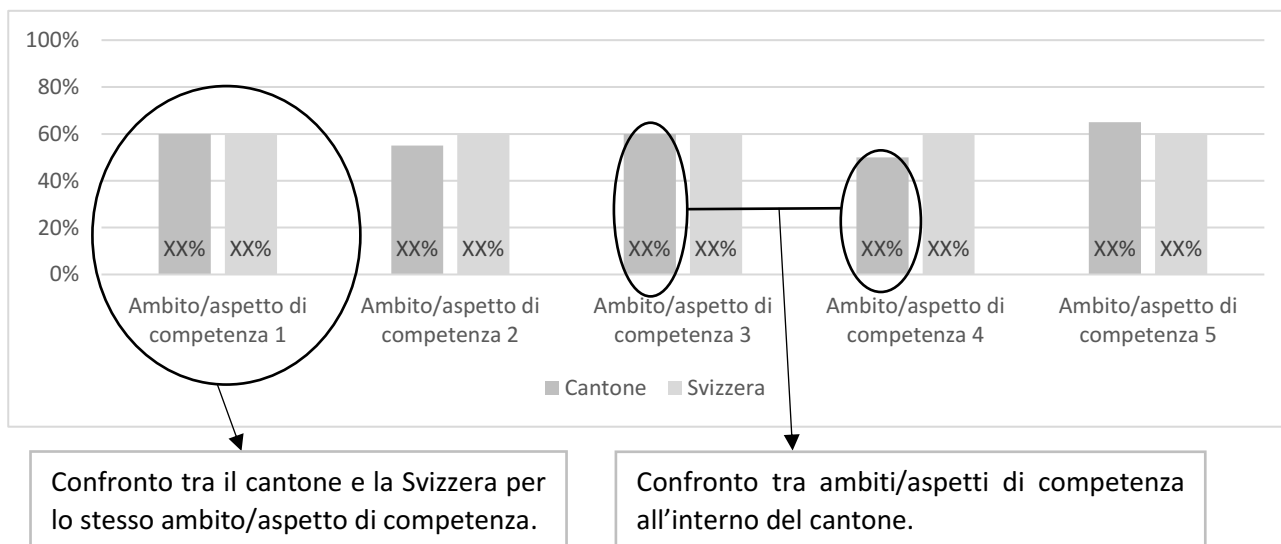 100%
80%
60%
40%
20%
0%
XX% XX% XX% XX% XX% XX% XX% XX% XX% XX%
Ambito/aspetto di Ambito/aspetto di Ambito/aspetto di Ambito/aspetto di Ambito/aspetto di
competenza 1 competenza 2 competenza 3 competenza 4 competenza 5
Cantone Svizzera
Confronto tra il cantone e la Svizzera per
lo stesso ambito/aspetto di competenza.
Confronto tra ambiti/aspetti di competenza
all’interno del cantone.